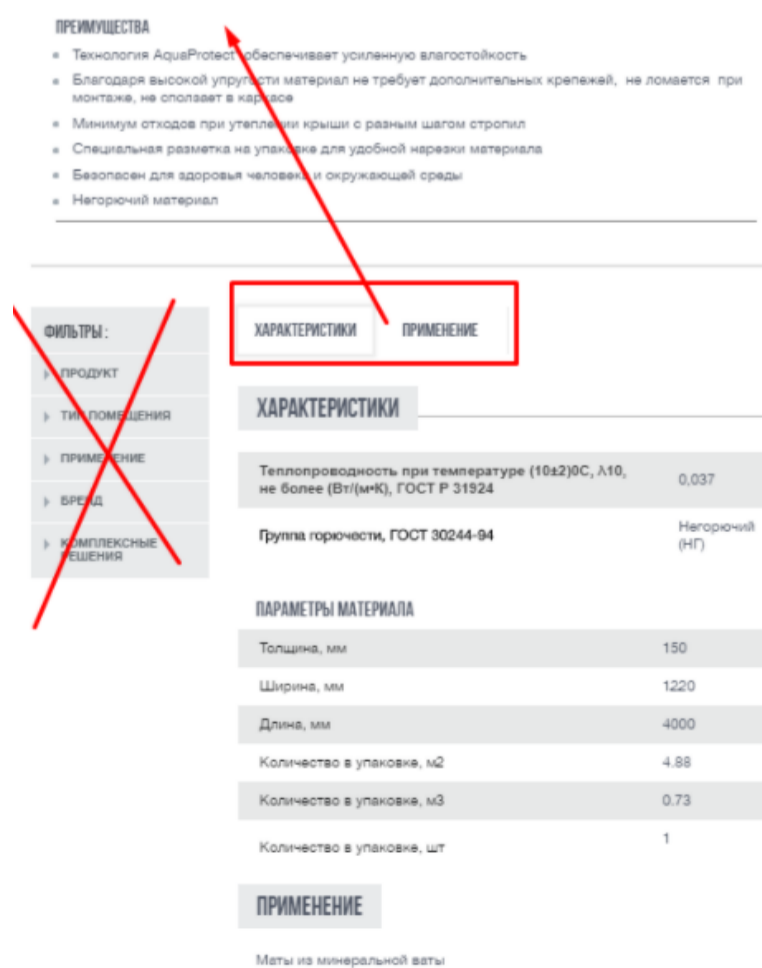 ПРЕИМУЩЕСТВА
Технология AquaProtect обеспечивает усиленную влагостойкость
Благодаря высокой упругости материал не требует дополнительных крепежей, не ломается при
монтаже, не сползает в каркасе
Минимум отходов при утеплении крыши с разным шагом стропил
Специальная разметка на упаковке для удобной нарезки материала
Безопасен для здоровья человека и окружающей среды
Негорючий материал
ФИЛЬТРЫ :
ПРОДУКТ
ТИП ПОМЕЩЕНИЯ
ПРИМЕНЕНИЕ
БРЕНД
КОМПЛЕКСНЫЕ
РЕШЕНИЯ
ХАРАКТЕРИСТИКИ ПРИМЕНЕНИЕ
ХАРАКТЕРИСТИКИ
Теплопроводность при температуре (10±2)0С, λ10,
не более (Вт/(м•К), ГОСТ Р 31924 0,037
Группа горючести, ГОСТ 30244-94 Негорючий
(НГ)
ПАРАМЕТРЫ МАТЕРИАЛА
Толщина, мм 150
Ширина, мм 1220
Длина, мм 4000
Количество в упаковке, м2 4.88
Количество в упаковке, м3 0.73
Количество в упаковке, шт 1
ПРИМЕНЕНИЕ
Маты из минеральной ваты